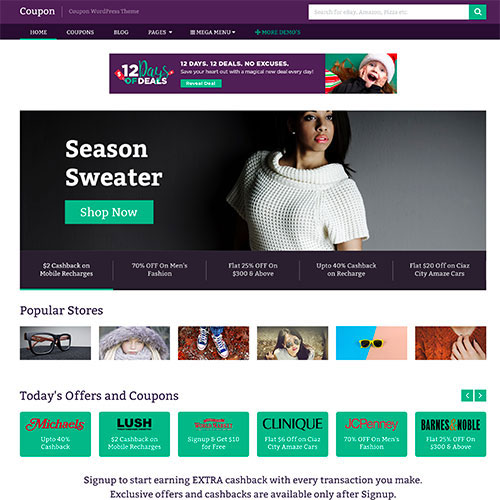 Coupon
Coupon WordPress Theme
Search for eBay, Amazon, Fhila etc.
HOME
COUPONS
BLOG
PAGES
MEGA MENU
MORE DEMO'S
12 Days
OF DEALS
12 DAYS. 12 DEALS. NO EXCUSES.
Save your heart out with a magical new deal every day!
Reveal Deal
Season
Sweater
Shop Now
$2 Cashback on
Mobile Recharges
70% OFF On Men's
Fashion
Flat 25% OFF On
$300 & Above
Upto 40% Cashback
on Recharge
Flat $20 OFF on Ciaz
City Amaze Cars
Popular Stores
Today's Offers and Coupons
Michaels
Upto 40%
Cashback
LUSH
$2 Cashback on
Mobile Recharges
WORLD MARKET
Signup & Get $10
for Free
CLINIQUE
Flat $6 Off on Ciaz
City Amaze Cars
JCPenney
70% OFF On Men's
Fashion
BARNES & NOBLE
Flat 25% OFF On
$300 & Above
Signup to start earning EXTRA cashback with every transaction you make.
Exclusive offers and cashbacks are available only after Signup.